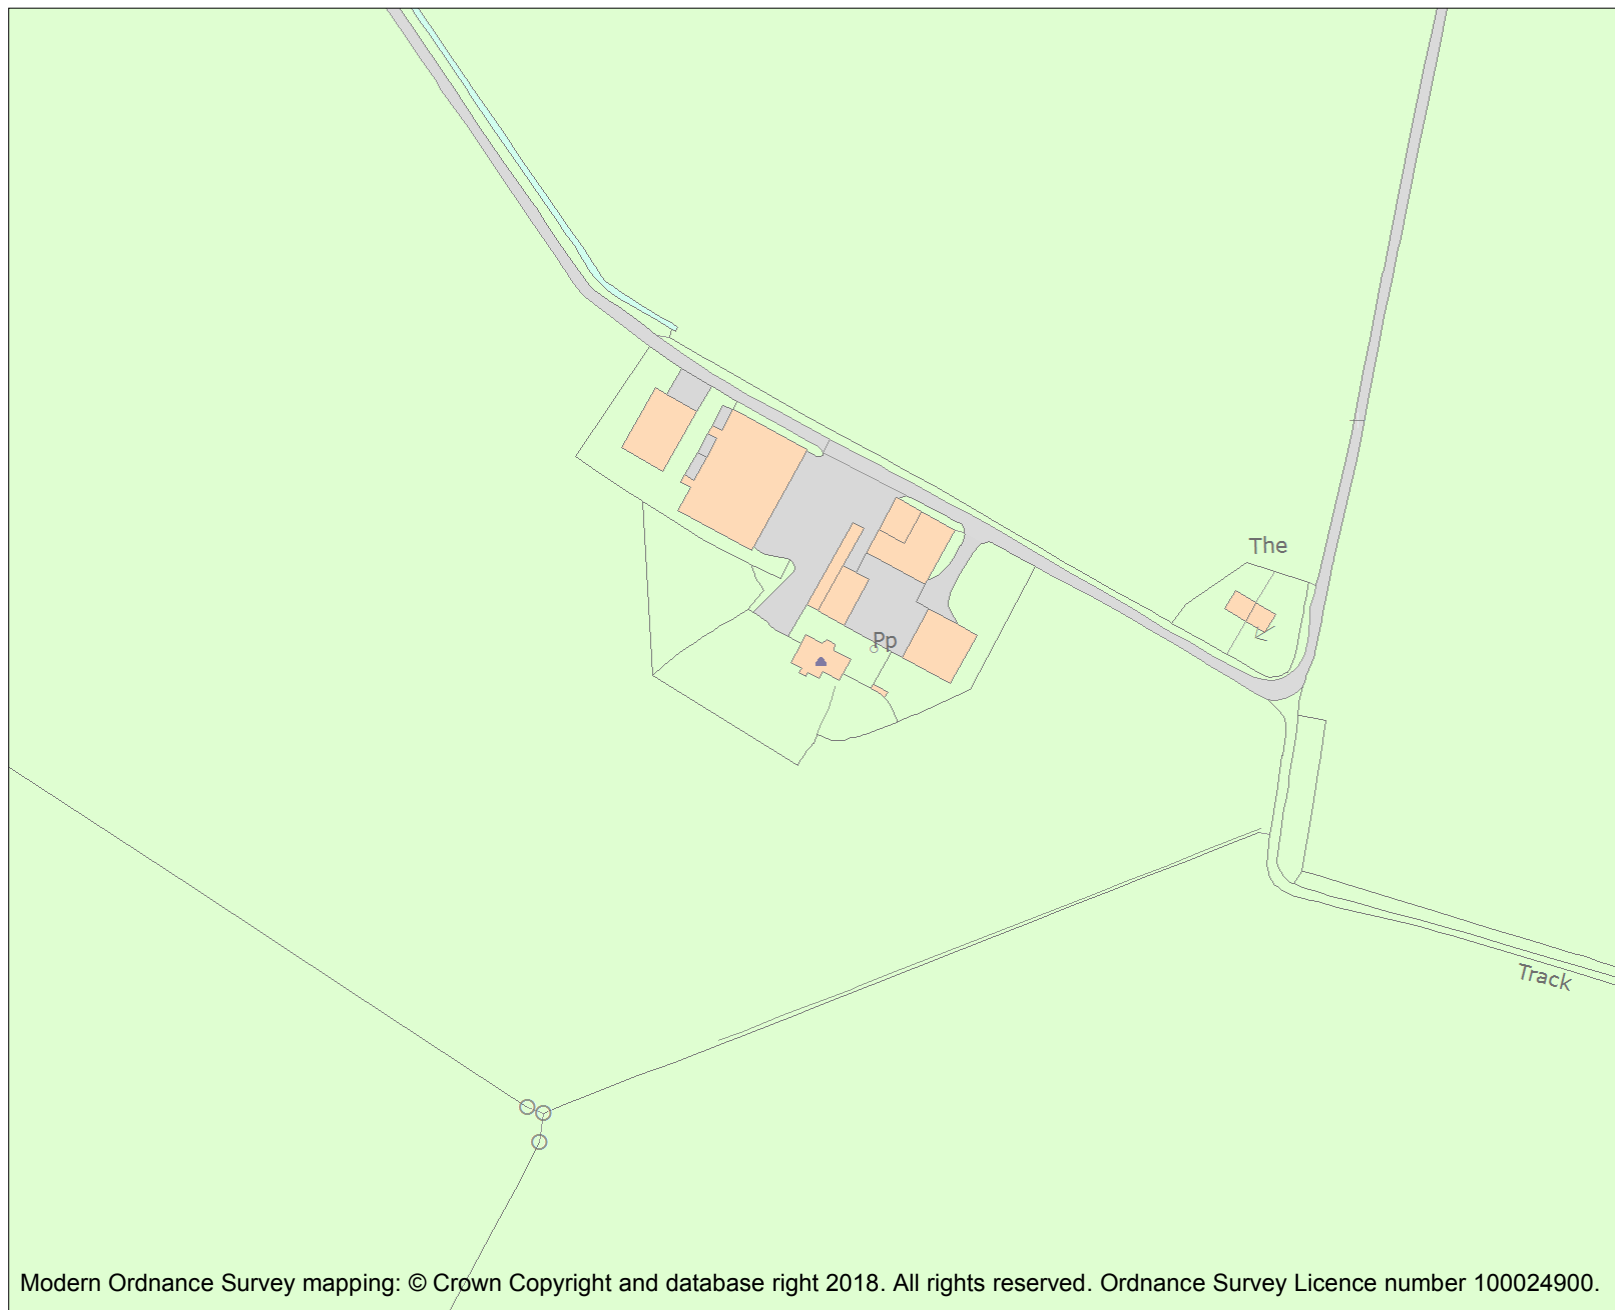 The
Pp
Track
Modern Ordnance Survey mapping: © Crown Copyright and database right 2018. All rights reserved. Ordnance Survey Licence number 100024900.